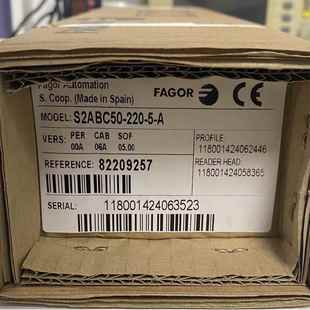 Fagor Automation
S. Coop. (Made in Spain)
FAGOR
MODEL: S2ABC50-220-5-A
VERS: PER CAB SOF
00A 06A 05.00
REFERENCE: 82209257
PROFILE
118001424062446
READER HEAD
118001424058365
SERIAL: 118001424063523